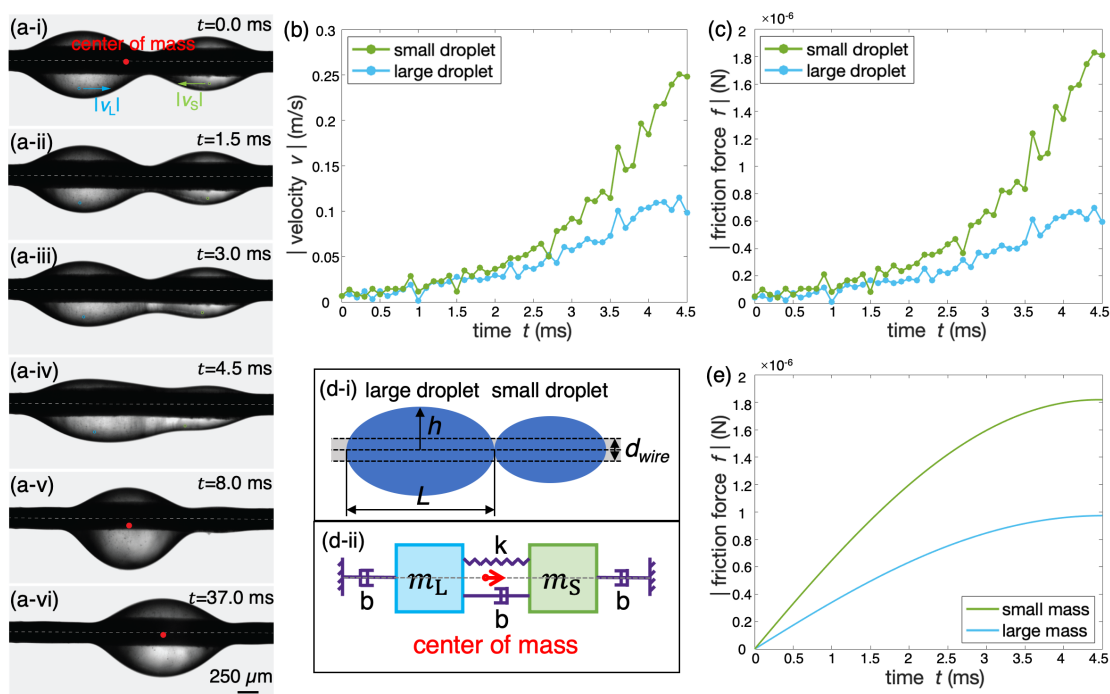 (a-i)
t=0.0 ms
center of mass
|vL|
|vS|
(a-ii)
t=1.5 ms
(a-iii)
t=3.0 ms
(a-iv)
t=4.5 ms
(a-v)
t=8.0 ms
(a-vi)
t=37.0 ms
250 µm
(b)
small droplet
large droplet
| velocity v | (m/s)
0.3
0.25
0.2
0.15
0.1
0.05
0
0 0.5 1 1.5 2 2.5 3 3.5 4 4.5
time t (ms)
(c)
×10⁻⁶
small droplet
large droplet
| friction force f | (N)
2
1.8
1.6
1.4
1.2
1
0.8
0.6
0.4
0.2
0
0 0.5 1 1.5 2 2.5 3 3.5 4 4.5
time t (ms)
(d-i)
large droplet small droplet
h
dwire
L
(d-ii)
k
mL mS
b b b
center of mass
(e)
×10⁻⁶
| friction force f | (N)
2
1.8
1.6
1.4
1.2
1
0.8
0.6
0.4
0.2
0
small mass
large mass
0 0.5 1 1.5 2 2.5 3 3.5 4 4.5
time t (ms)